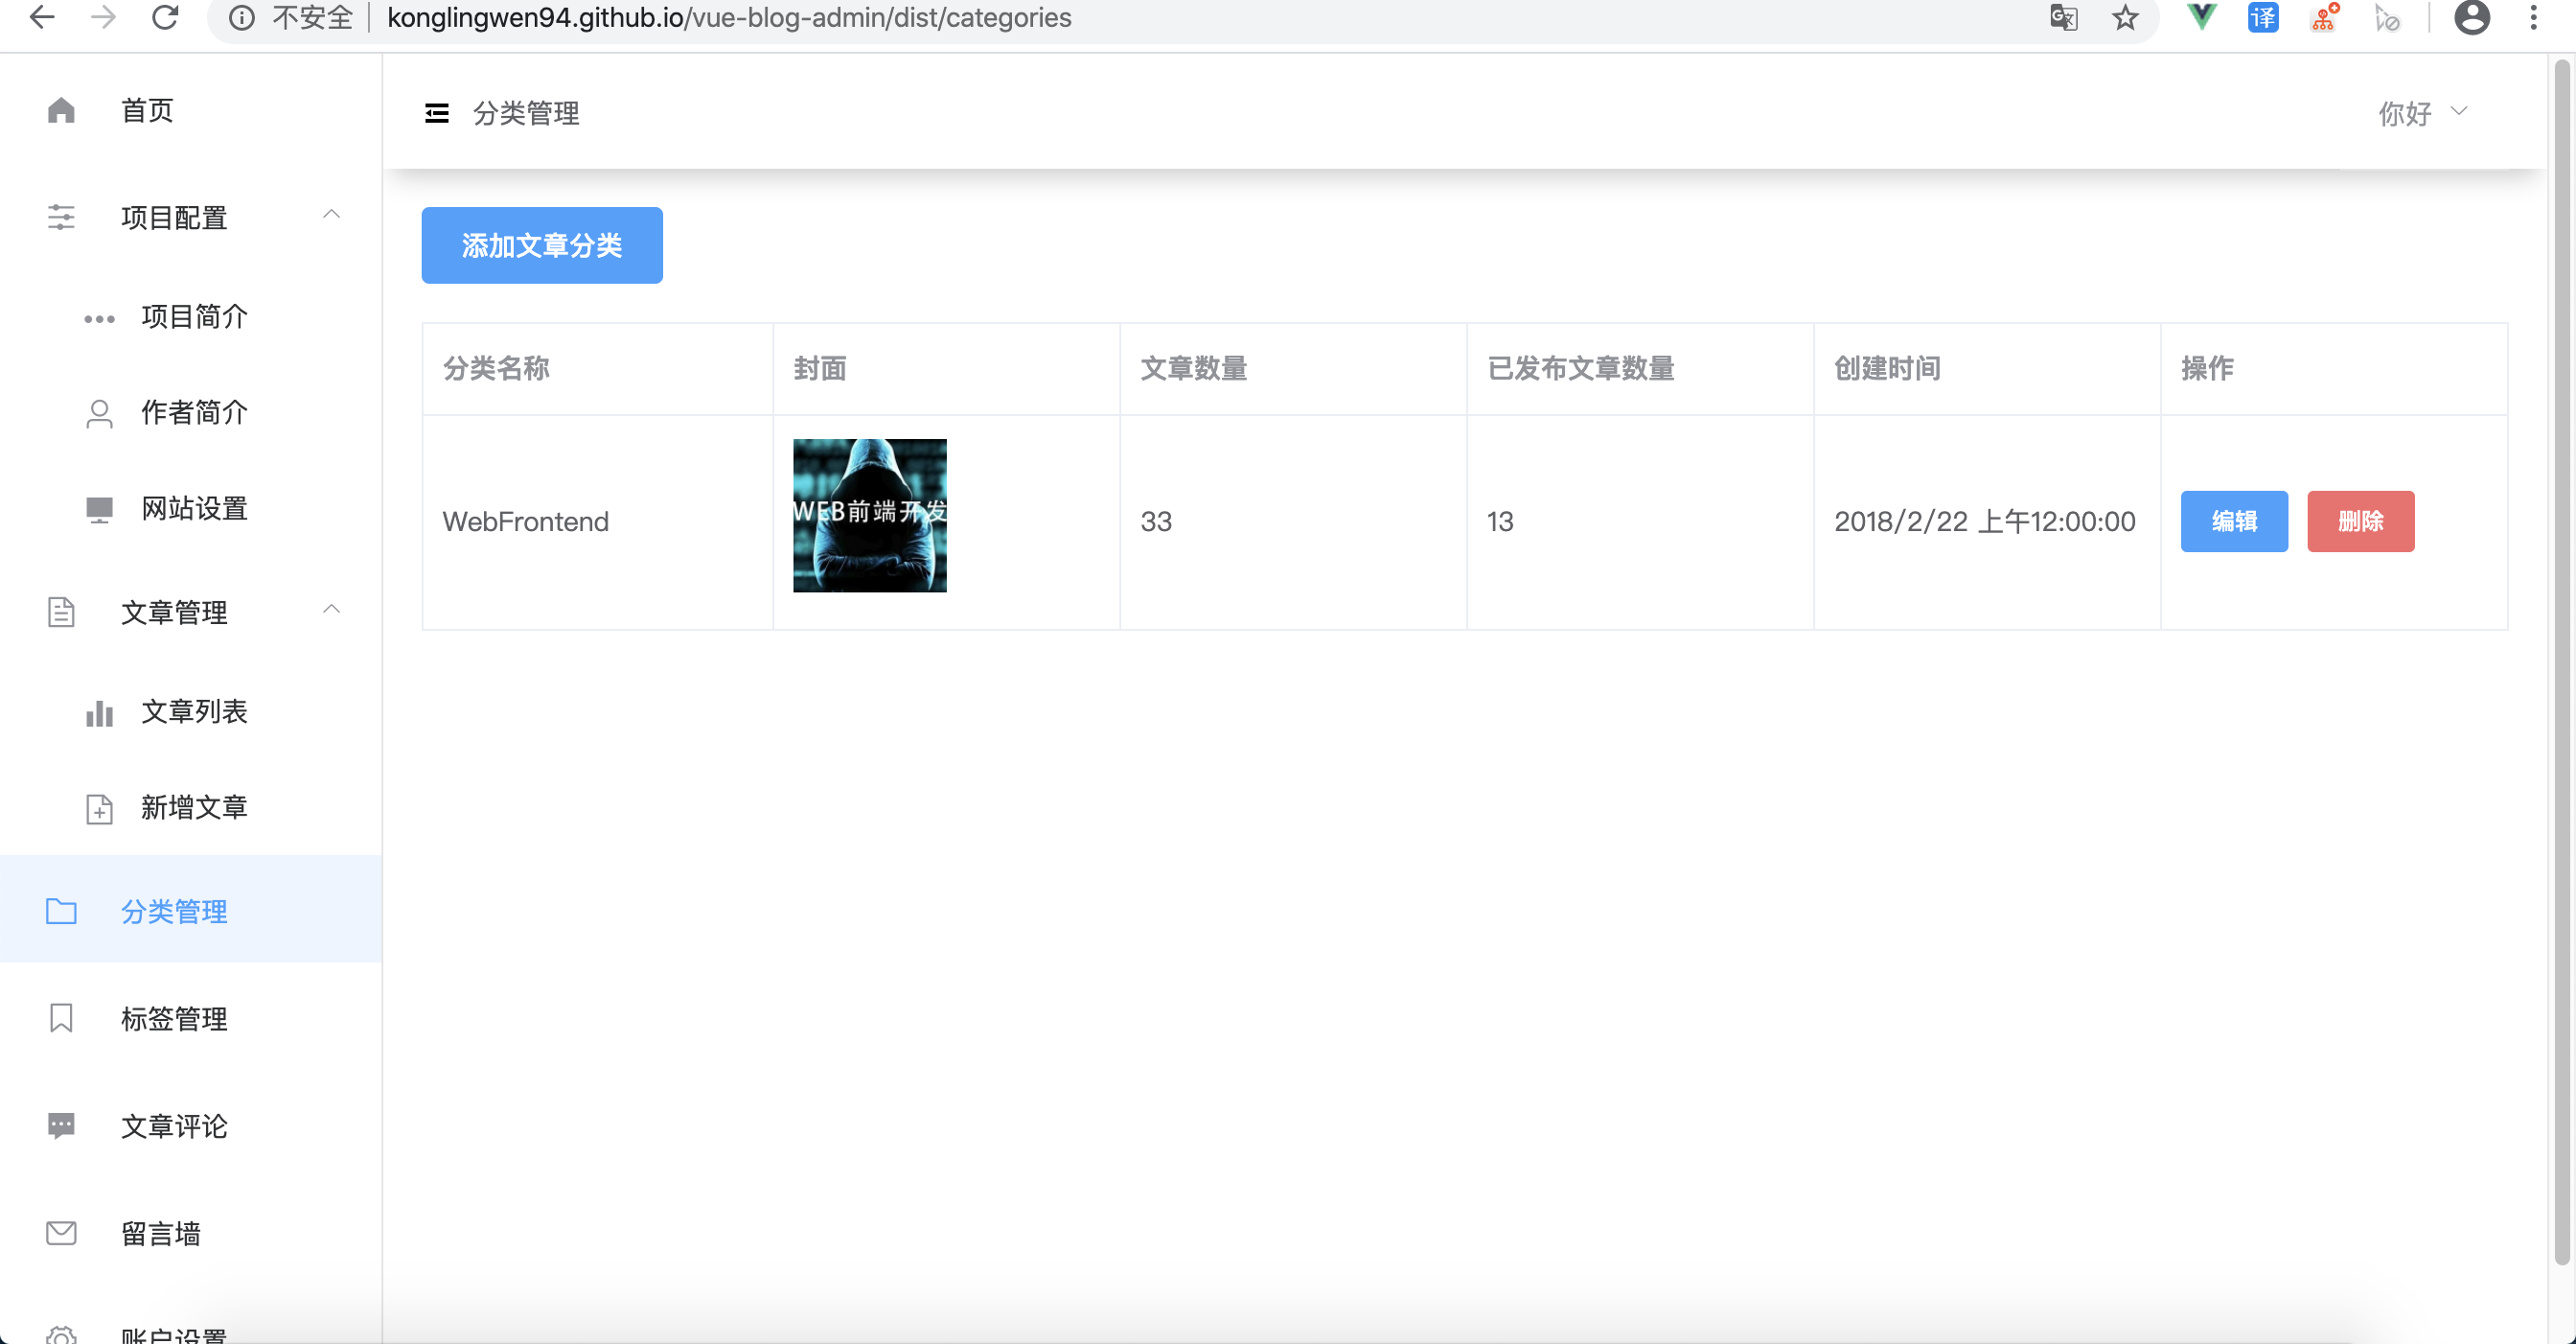 不安全 konglingwen94.github.io/vue-blog-admin/dist/categories
译
首页
项目配置
项目简介
作者简介
网站设置
文章管理
文章列表
新增文章
分类管理
标签管理
文章评论
留言墙
账户设置
分类管理
你好
添加文章分类
分类名称 封面 文章数量 已发布文章数量 创建时间 操作
WebFrontend WEB前端开发 33 13 2018/2/22 上午12:00:00 编辑 删除